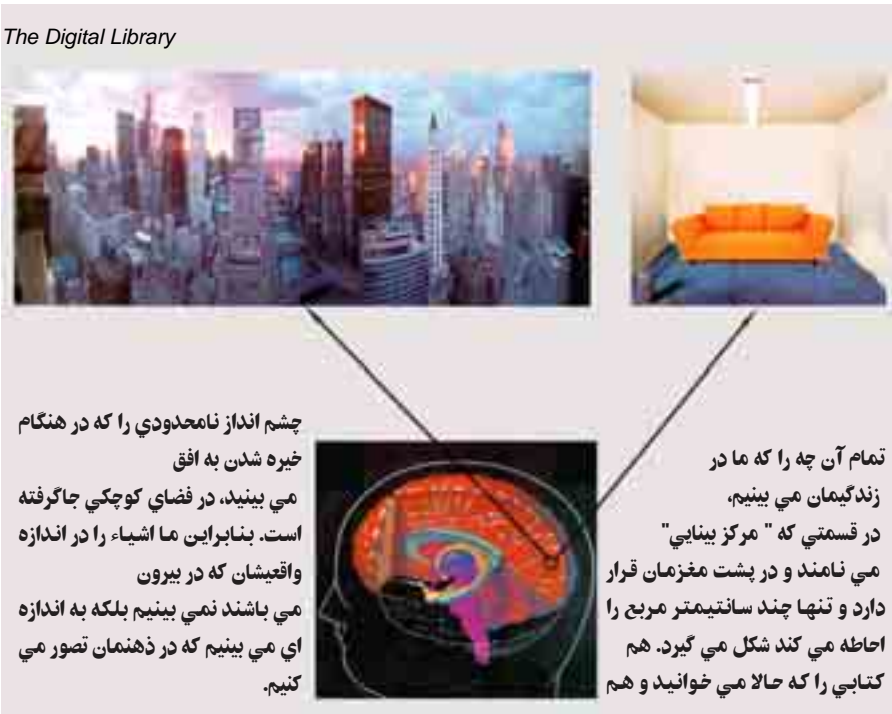 The Digital Library
تمام آن چه را كه ما در
زندگيمان مي بينيم،
در قسمتي كه " مركز بينايي"
مي نامند و در پشت مغزمان قرار
دارد و تنها چند سانتيمتر مربع را
احاطه مي كند شكل مي گيرد. هم
كتابي را كه حالا مي خوانيد و هم
چشم انداز نامحدودي را كه در هنگام
خيره شدن به افق
مي بينيد، در فضاي كوچكي جاگرفته
است. بنابراين ما اشياء را در اندازه
واقعيشان كه در بيرون
مي باشند نمي بينيم بلكه به اندازه
اي مي بينيم كه در ذهنمان تصور مي
كنيم.